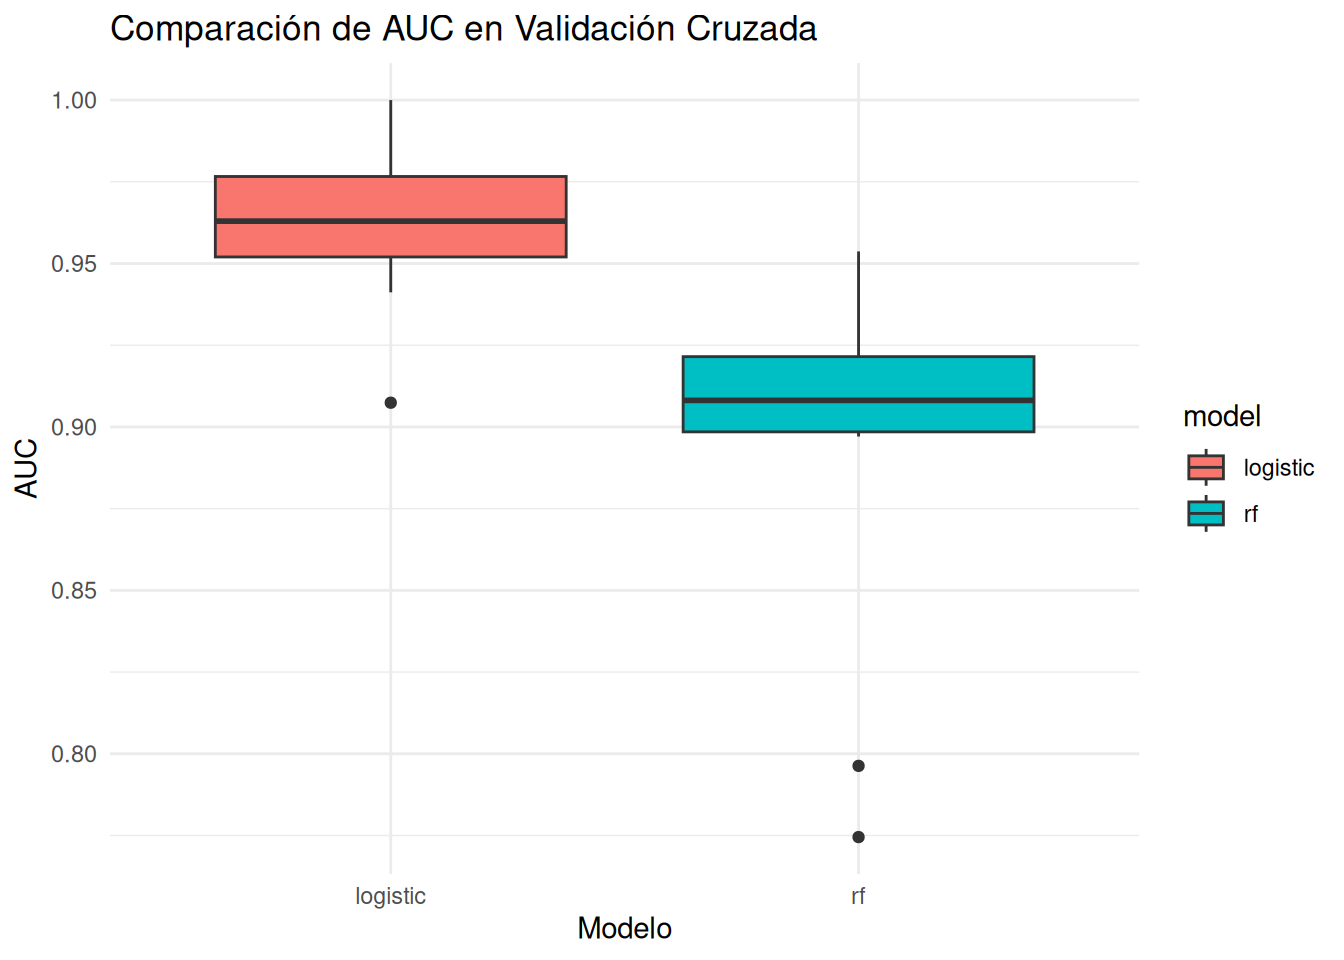 Comparación de AUC en Validación Cruzada
1.00
0.95
0.90
0.85
0.80
AUC
logistic
rf
Modelo
model
logistic
rf